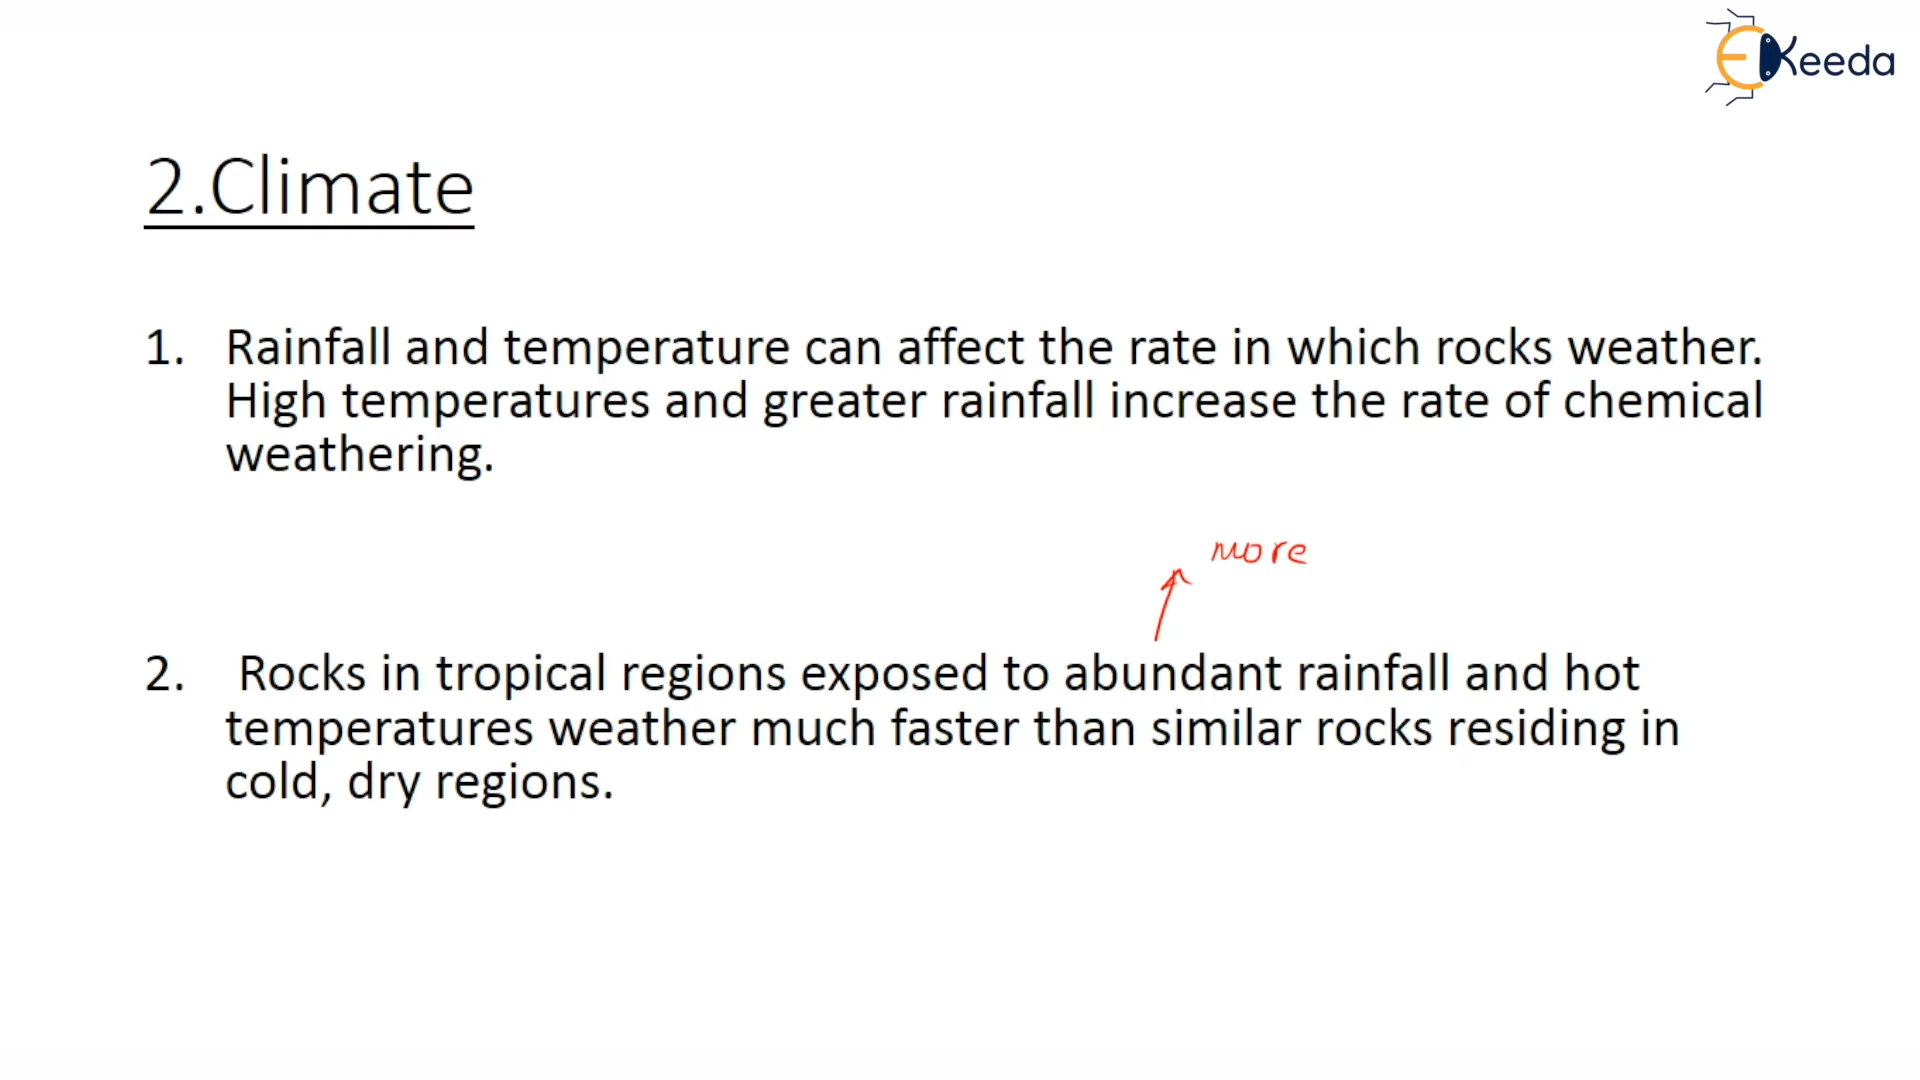 EKeeda
2.Climate
1. Rainfall and temperature can affect the rate in which rocks weather.
High temperatures and greater rainfall increase the rate of chemical
weathering.
more
2. Rocks in tropical regions exposed to abundant rainfall and hot
temperatures weather much faster than similar rocks residing in
cold, dry regions.